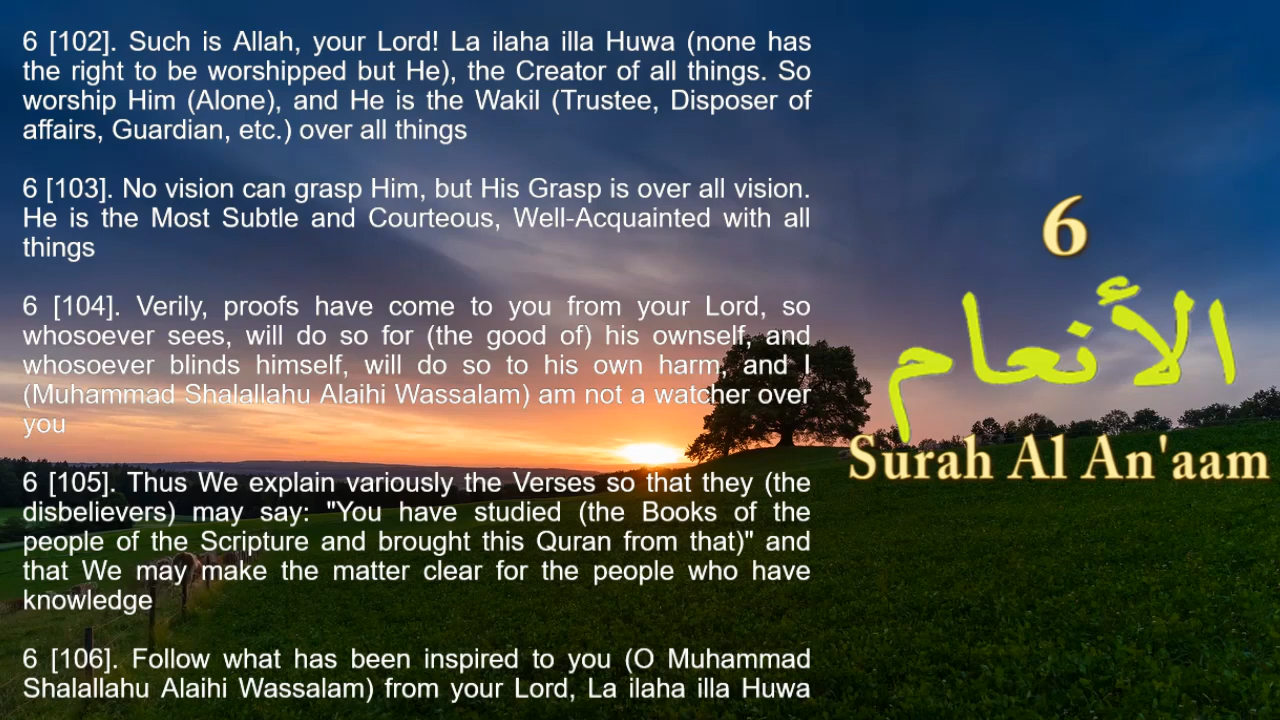 6 [102]. Such is Allah, your Lord! La ilaha illa Huwa (none has
the right to be worshipped but He), the Creator of all things. So
worship Him (Alone), and He is the Wakil (Trustee, Disposer of
affairs, Guardian, etc.) over all things
6 [103]. No vision can grasp Him, but His Grasp is over all vision.
He is the Most Subtle and Courteous, Well-Acquainted with all
things
6 [104]. Verily, proofs have come to you from your Lord, so
whosoever sees, will do so for (the good of) his ownself, and
whosoever blinds himself, will do so to his own harm, and I
(Muhammad Shalallahu Alaihi Wassalam) am not a watcher over
you
6 [105]. Thus We explain variously the Verses so that they (the
disbelievers) may say: "You have studied (the Books of the
people of the Scripture and brought this Quran from that)" and
that We may make the matter clear for the people who have
knowledge
6 [106]. Follow what has been inspired to you (O Muhammad
Shalallahu Alaihi Wassalam) from your Lord, La ilaha illa Huwa
6
الأنعام
Surah Al An'aam